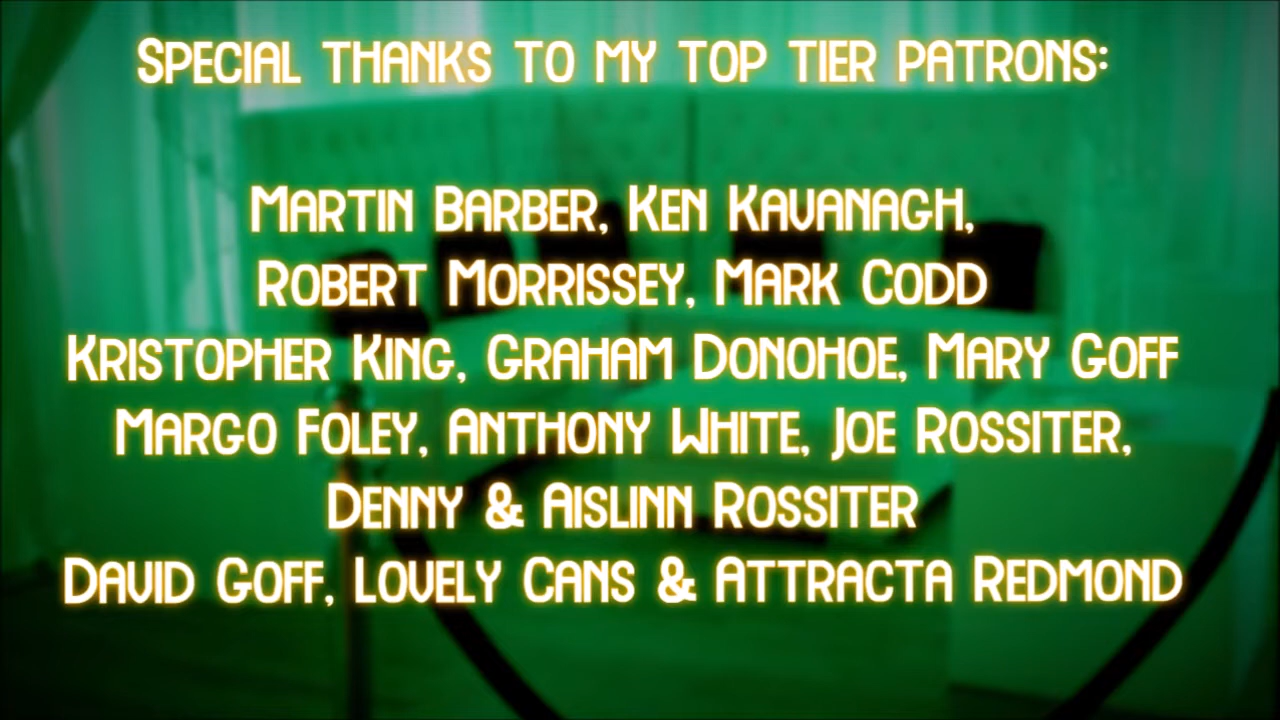 Special thanks to my top tier patrons:
Martin Barber, Ken Kavanagh,
Robert Morrissey, Mark Codd
Kristopher King, Graham Donohoe, Mary Goff
Margo Foley, Anthony White, Joe Rossiter,
Denny & Aislinn Rossiter
David Goff, Lovely Cans & Attracta Redmond